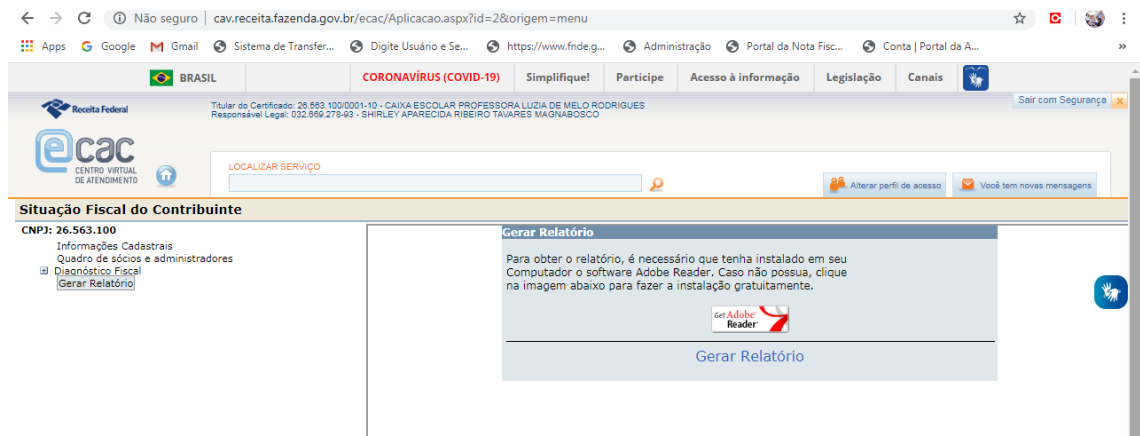 Não seguro | cav.receita.fazenda.gov.br/ecac/Aplicacao.aspx?id=2&origem=menu
Apps Google Gmail Sistema de Transfer... Digite Usuário e Se... https://www.fnde.g... Administração Portal da Nota Fisc... Conta | Portal da A... »
BRASIL CORONAVÍRUS (COVID-19) Simplifique! Participe Acesso à informação Legislação Canais
Receita Federal
Titular do Certificado: 26.563.100/0001-10 - CAIXA ESCOLAR PROFESSORA LUZIA DE MELO RODRIGUES
Responsável Legal: 032.669.278-93 - SHIRLEY APARECIDA RIBEIRO TAVARES MAGNABOSCO
Sair com Segurança x
ecac
CENTRO VIRTUAL
DE ATENDIMENTO
LOCALIZAR SERVIÇO
Alterar perfil de acesso Você tem novas mensagens
Situação Fiscal do Contribuinte
CNPJ: 26.563.100
Informações Cadastrais
Quadro de sócios e administradores
Diagnóstico Fiscal
Gerar Relatório
Gerar Relatório
Para obter o relatório, é necessário que tenha instalado em seu
Computador o software Adobe Reader. Caso não possua, clique
na imagem abaixo para fazer a instalação gratuitamente.
Get Adobe
Reader
Gerar Relatório